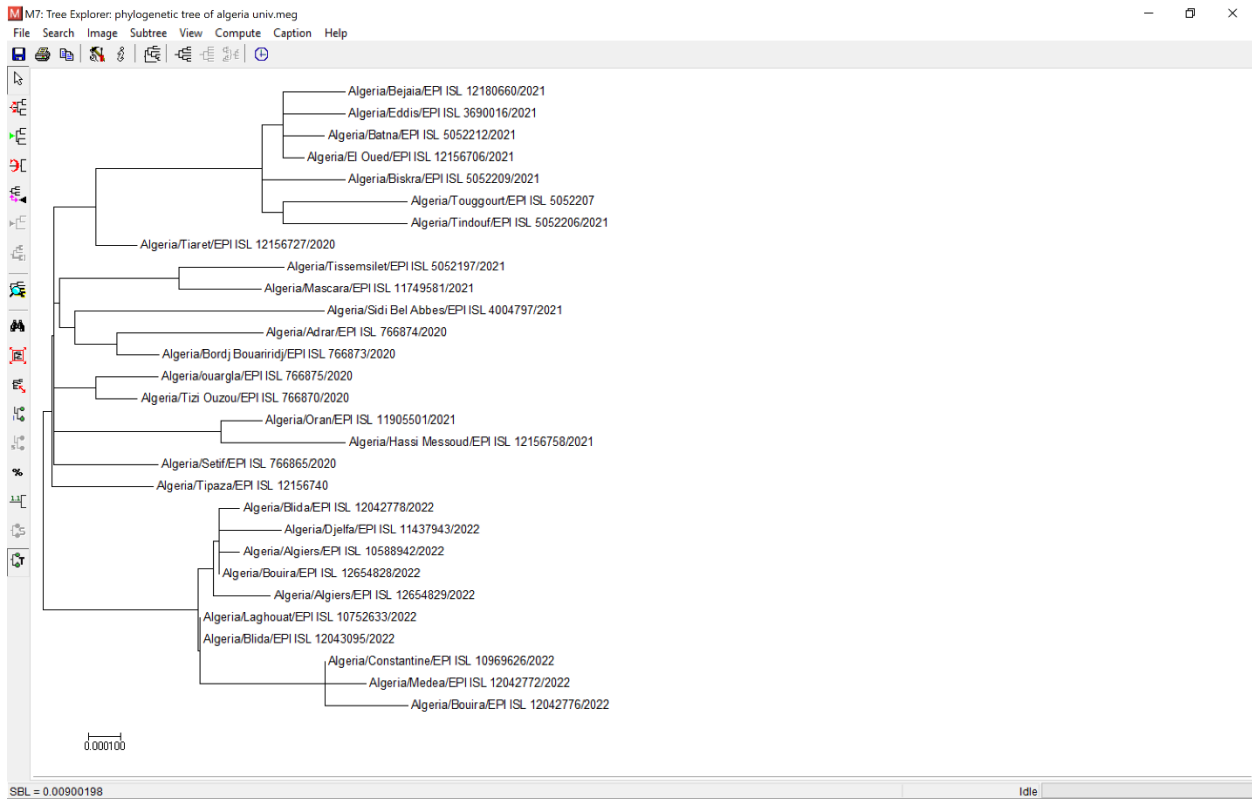 M7: Tree Explorer: phylogenetic tree of algeria univ.meg
File Search Image Subtree View Compute Caption Help
Algeria/Bejaia/EPI ISL 12180660/2021
Algeria/Eddis/EPI ISL 3690016/2021
Algeria/Batna/EPI ISL 5052212/2021
Algeria/El Oued/EPI ISL 12156706/2021
Algeria/Biskra/EPI ISL 5052209/2021
Algeria/Touggourt/EPI ISL 5052207
Algeria/Tindouf/EPI ISL 5052206/2021
Algeria/Tiaret/EPI ISL 12156727/2020
Algeria/Tissemsilet/EPI ISL 5052197/2021
Algeria/Mascara/EPI ISL 11749581/2021
Algeria/Sidi Bel Abbes/EPI ISL 4004797/2021
Algeria/Adrar/EPI ISL 766874/2020
Algeria/Bordj Bouariridj/EPI ISL 766873/2020
Algeria/ouargla/EPI ISL 766875/2020
Algeria/Tizi Ouzou/EPI ISL 766870/2020
Algeria/Oran/EPI ISL 11905501/2021
Algeria/Hassi Messoud/EPI ISL 12156758/2021
Algeria/Setif/EPI ISL 766865/2020
Algeria/Tipaza/EPI ISL 12156740
Algeria/Blida/EPI ISL 12042778/2022
Algeria/Djelfa/EPI ISL 11437943/2022
Algeria/Algiers/EPI ISL 10588942/2022
Algeria/Bouira/EPI ISL 12654828/2022
Algeria/Algiers/EPI ISL 12654829/2022
Algeria/Laghouat/EPI ISL 10752633/2022
Algeria/Blida/EPI ISL 12043095/2022
Algeria/Constantine/EPI ISL 10969626/2022
Algeria/Medea/EPI ISL 12042772/2022
Algeria/Bouira/EPI ISL 12042776/2022
0.000100
SBL = 0.00900198
Idle